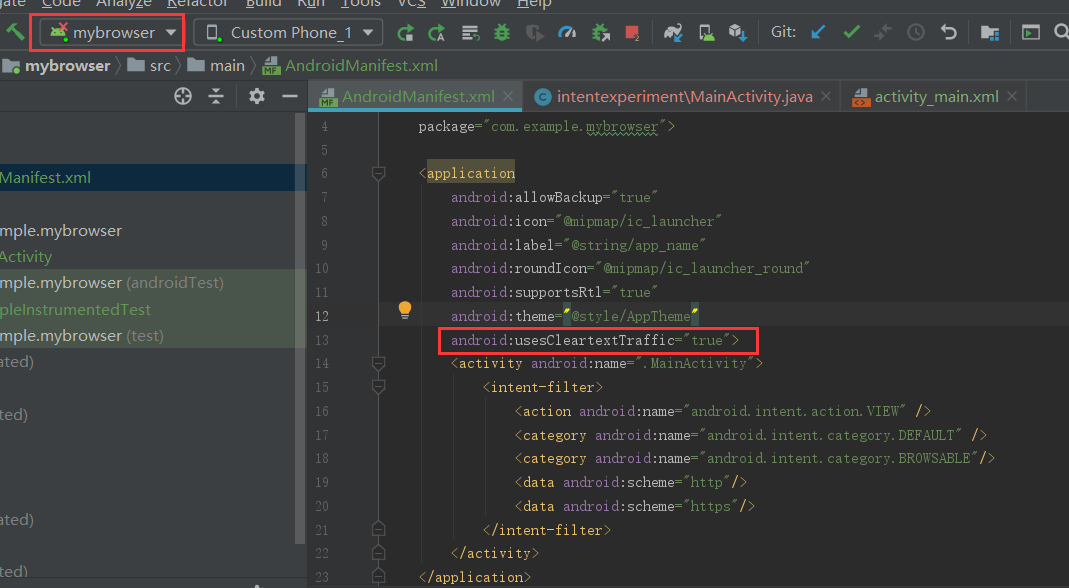 gate Code Analyze Refactor Build Run Tools VCS Window Help
mybrowser Custom Phone_1 Git:
mybrowser src main AndroidManifest.xml
AndroidManifest.xml intentexperiment\MainActivity.java activity_main.xml
4 package="com.example.mybrowser">
5
6 <application
7 android:allowBackup="true"
8 android:icon="@mipmap/ic_launcher"
9 android:label="@string/app_name"
10 android:roundIcon="@mipmap/ic_launcher_round"
11 android:supportsRtl="true"
12 android:theme="@style/AppTheme"
13 android:usesCleartextTraffic="true">
14 <activity android:name=".MainActivity">
15 <intent-filter>
16 <action android:name="android.intent.action.VIEW" />
17 <category android:name="android.intent.category.DEFAULT" />
18 <category android:name="android.intent.category.BROWSABLE"/>
19 <data android:scheme="http"/>
20 <data android:scheme="https"/>
21 </intent-filter>
22 </activity>
23 </application>
Manifest.xml
mple.mybrowser
Activity
mple.mybrowser (androidTest)
pleInstrumentedTest
mple.mybrowser (test)
ated)
ted)
ated)
ted)